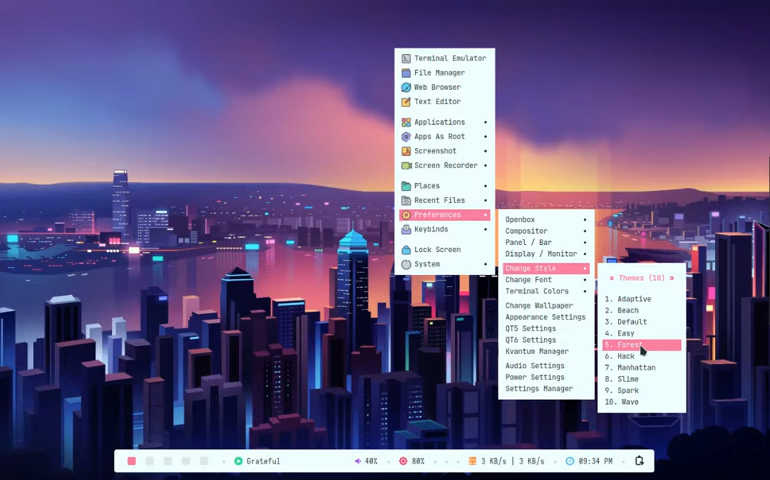 Terminal Emulator
File Manager
Web Browser
Text Editor
Applications
Apps As Root
Screenshot
Screen Recorder
Places
Recent Files
Preferences
Keybinds
Lock Screen
System
Openbox
Compositor
Panel / Bar
Display / Monitor
Change Style
Change Font
Terminal Colors
Change Wallpaper
Appearance Settings
QT5 Settings
QT6 Settings
Kvantum Manager
Audio Settings
Power Settings
Settings Manager
« Themes (10) »
1. Adaptive
2. Beach
3. Default
4. Easy
5. Forest
6. Hack
7. Manhattan
8. Slime
9. Spark
10. Wave
Grateful 40% 80% 3 KB/s | 3 KB/s 09:34 PM